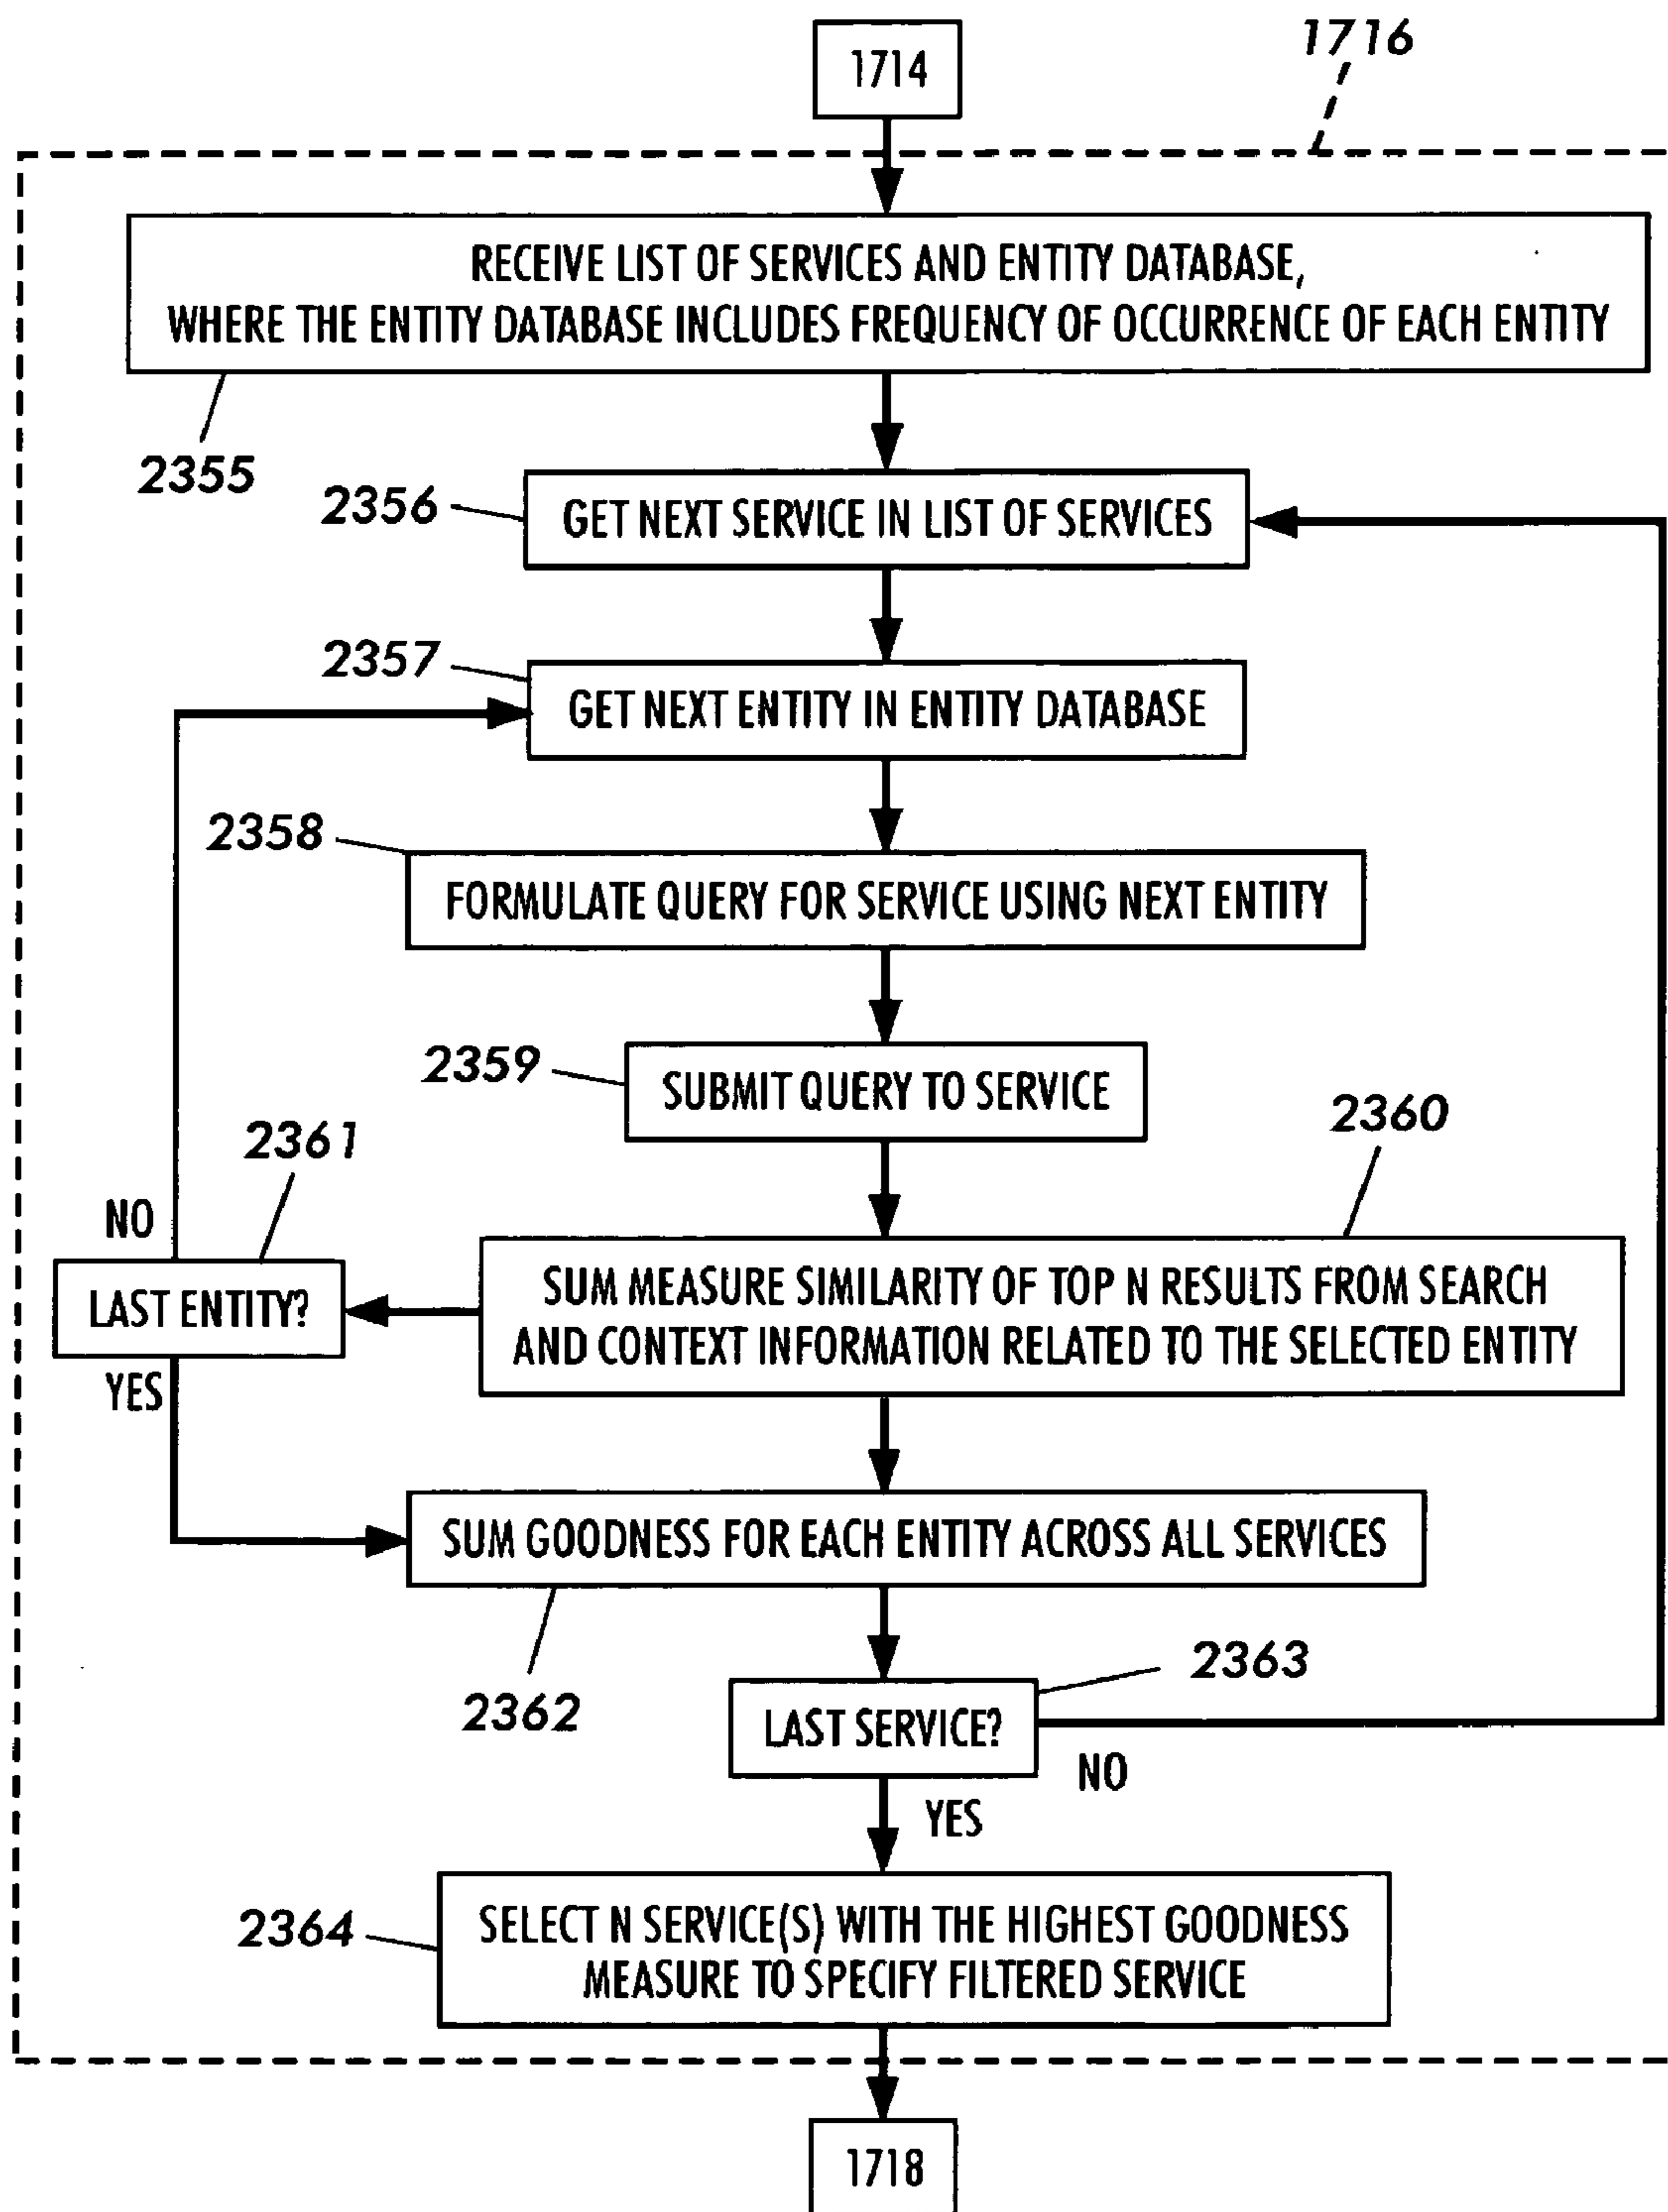 1714
1716
RECEIVE LIST OF SERVICES AND ENTITY DATABASE,
WHERE THE ENTITY DATABASE INCLUDES FREQUENCY OF OCCURRENCE OF EACH ENTITY
2355
2356
GET NEXT SERVICE IN LIST OF SERVICES
2357
GET NEXT ENTITY IN ENTITY DATABASE
2358
FORMULATE QUERY FOR SERVICE USING NEXT ENTITY
2359
SUBMIT QUERY TO SERVICE
2360
2361
NO
LAST ENTITY?
YES
SUM MEASURE SIMILARITY OF TOP N RESULTS FROM SEARCH
AND CONTEXT INFORMATION RELATED TO THE SELECTED ENTITY
SUM GOODNESS FOR EACH ENTITY ACROSS ALL SERVICES
2362
2363
LAST SERVICE?
NO
YES
2364
SELECT N SERVICE(S) WITH THE HIGHEST GOODNESS
MEASURE TO SPECIFY FILTERED SERVICE
1718